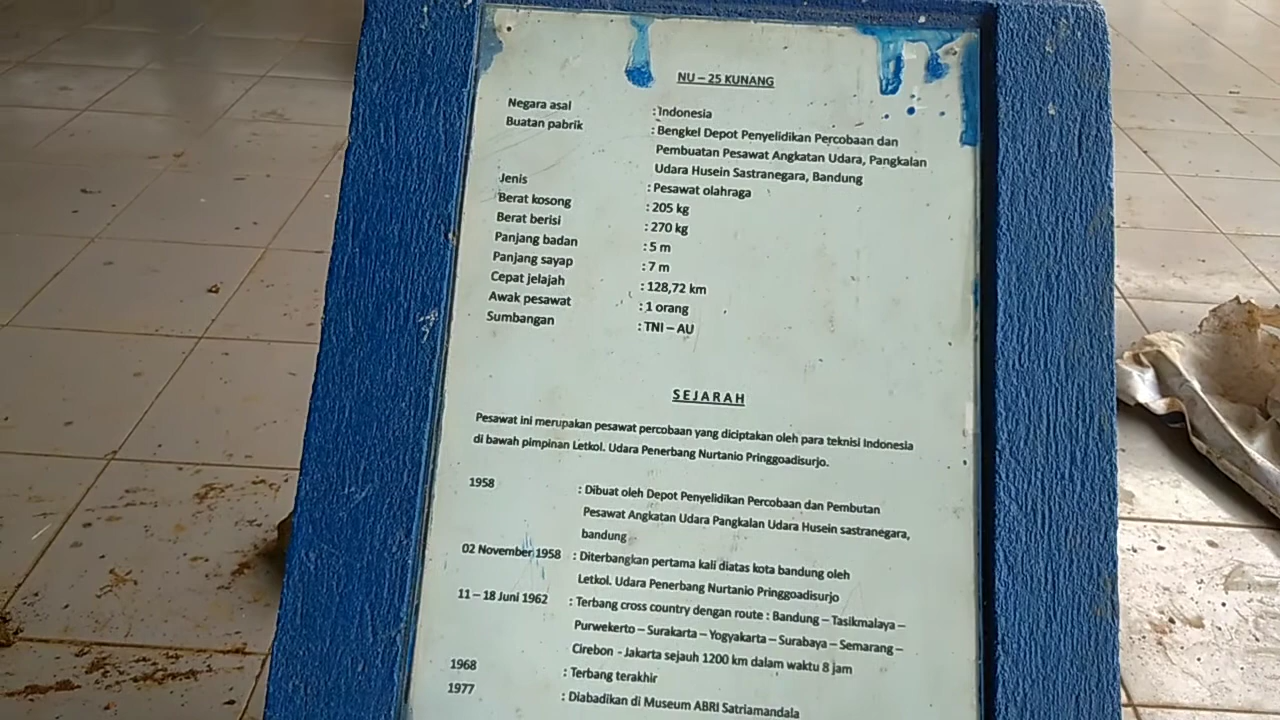 NU – 25 KUNANG
Negara asal : Indonesia
Buatan pabrik : Bengkel Depot Penyelidikan Percobaan dan
Pembuatan Pesawat Angkatan Udara, Pangkalan
Udara Husein Sastranegara, Bandung
Jenis : Pesawat olahraga
Berat kosong : 205 kg
Berat berisi : 270 kg
Panjang badan : 5 m
Panjang sayap : 7 m
Cepat jelajah : 128,72 km
Awak pesawat : 1 orang
Sumbangan : TNI – AU
SEJARAH
Pesawat ini merupakan pesawat percobaan yang diciptakan oleh para teknisi Indonesia
di bawah pimpinan Letkol. Udara Penerbang Nurtanio Pringgoadisurjo.
1958 : Dibuat oleh Depot Penyelidikan Percobaan dan Pembutan
Pesawat Angkatan Udara Pangkalan Udara Husein sastranegara,
bandung
02 November 1958 : Diterbangkan pertama kali diatas kota bandung oleh
Letkol. Udara Penerbang Nurtanio Pringgoadisurjo
11 – 18 Juni 1962 : Terbang cross country dengan route : Bandung – Tasikmalaya –
Purwekerto – Surakarta – Yogyakarta – Surabaya – Semarang –
Cirebon - Jakarta sejauh 1200 km dalam waktu 8 jam
1968 : Terbang terakhir
1977 : Diabadikan di Museum ABRI Satriamandala